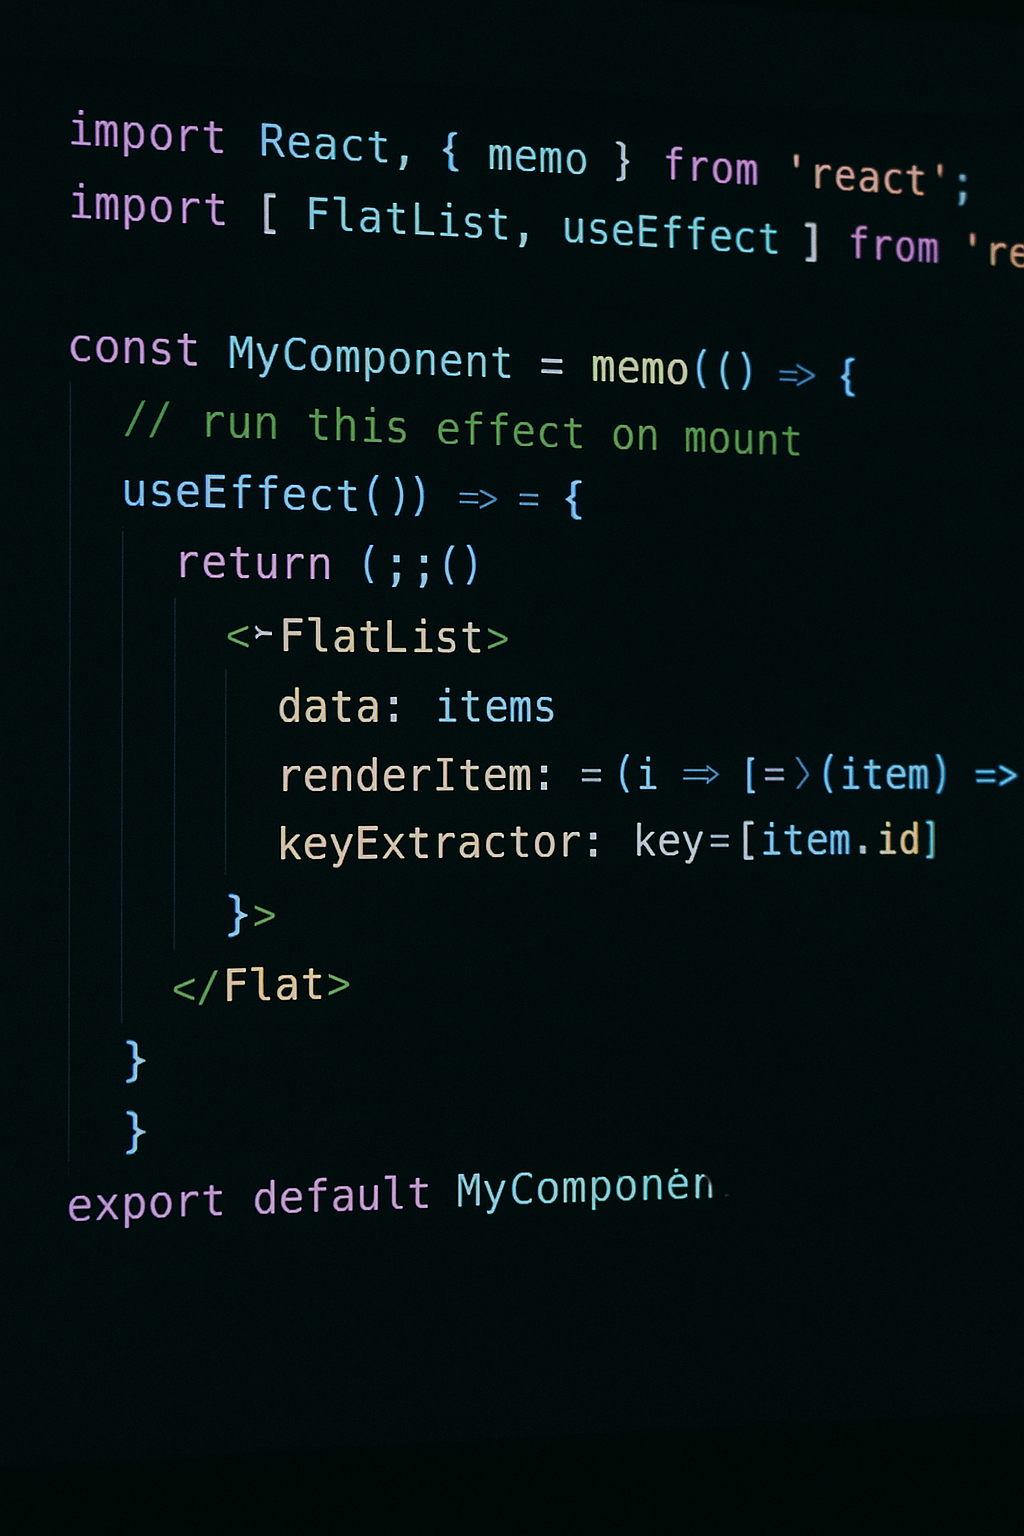 import React, { memo } from 'react';
import [ FlatList, useEffect ] from 're
const MyComponent = memo(() => {
// run this effect on mount
useEffect()) => = {
return (;;()
<≻FlatList>
data: items
renderItem: =(i => [=〉(item) =>
keyExtractor: key=[item.id]
}>
</Flat>
}
}
export default MyComponen